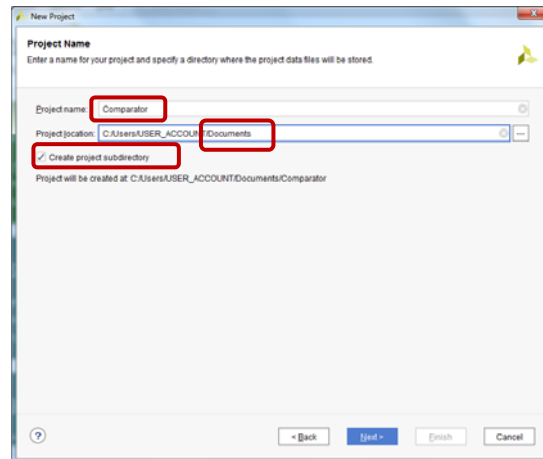 New Project
Project Name
Enter a name for your project and specify a directory where the project data files will be stored.
Project name: Comparator
Project location: C:/Users/USER_ACCOUNT/Documents
Create project subdirectory
Project will be created at: C:/Users/USER_ACCOUNT/Documents/Comparator
? < Back Next > Finish Cancel